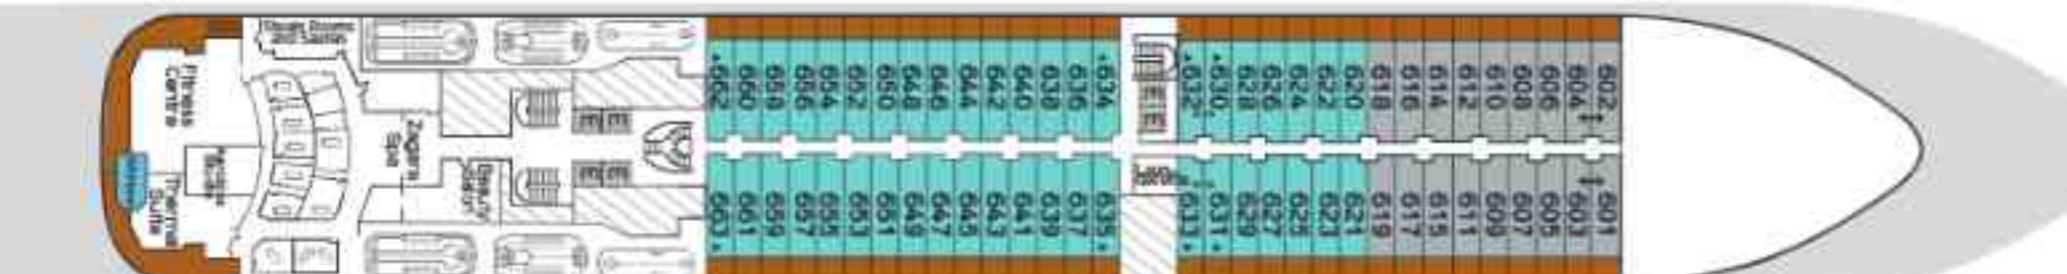 Fitness
Centre
Thermal
Suite
Zagara
Spa
Beauty
Salon
662 660 658 656 654 652 650 648 646 644 642 640 638 636 634 632 630 628 626 624 622 620 618 616 614 612 610 608 606 604 602
663 661 659 657 655 653 651 649 647 645 643 641 639 637 635 633 631 629 627 625 623 621 619 617 615 611 609 607 605 603 601